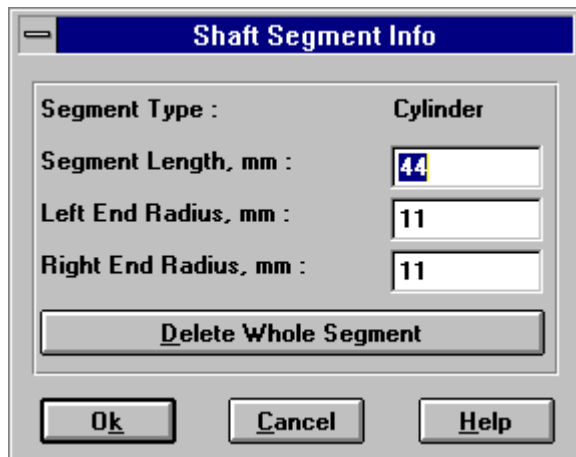 Shaft Segment Info
Segment Type : Cylinder
Segment Length, mm : 44
Left End Radius, mm : 11
Right End Radius, mm : 11
Delete Whole Segment
Ok Cancel Help